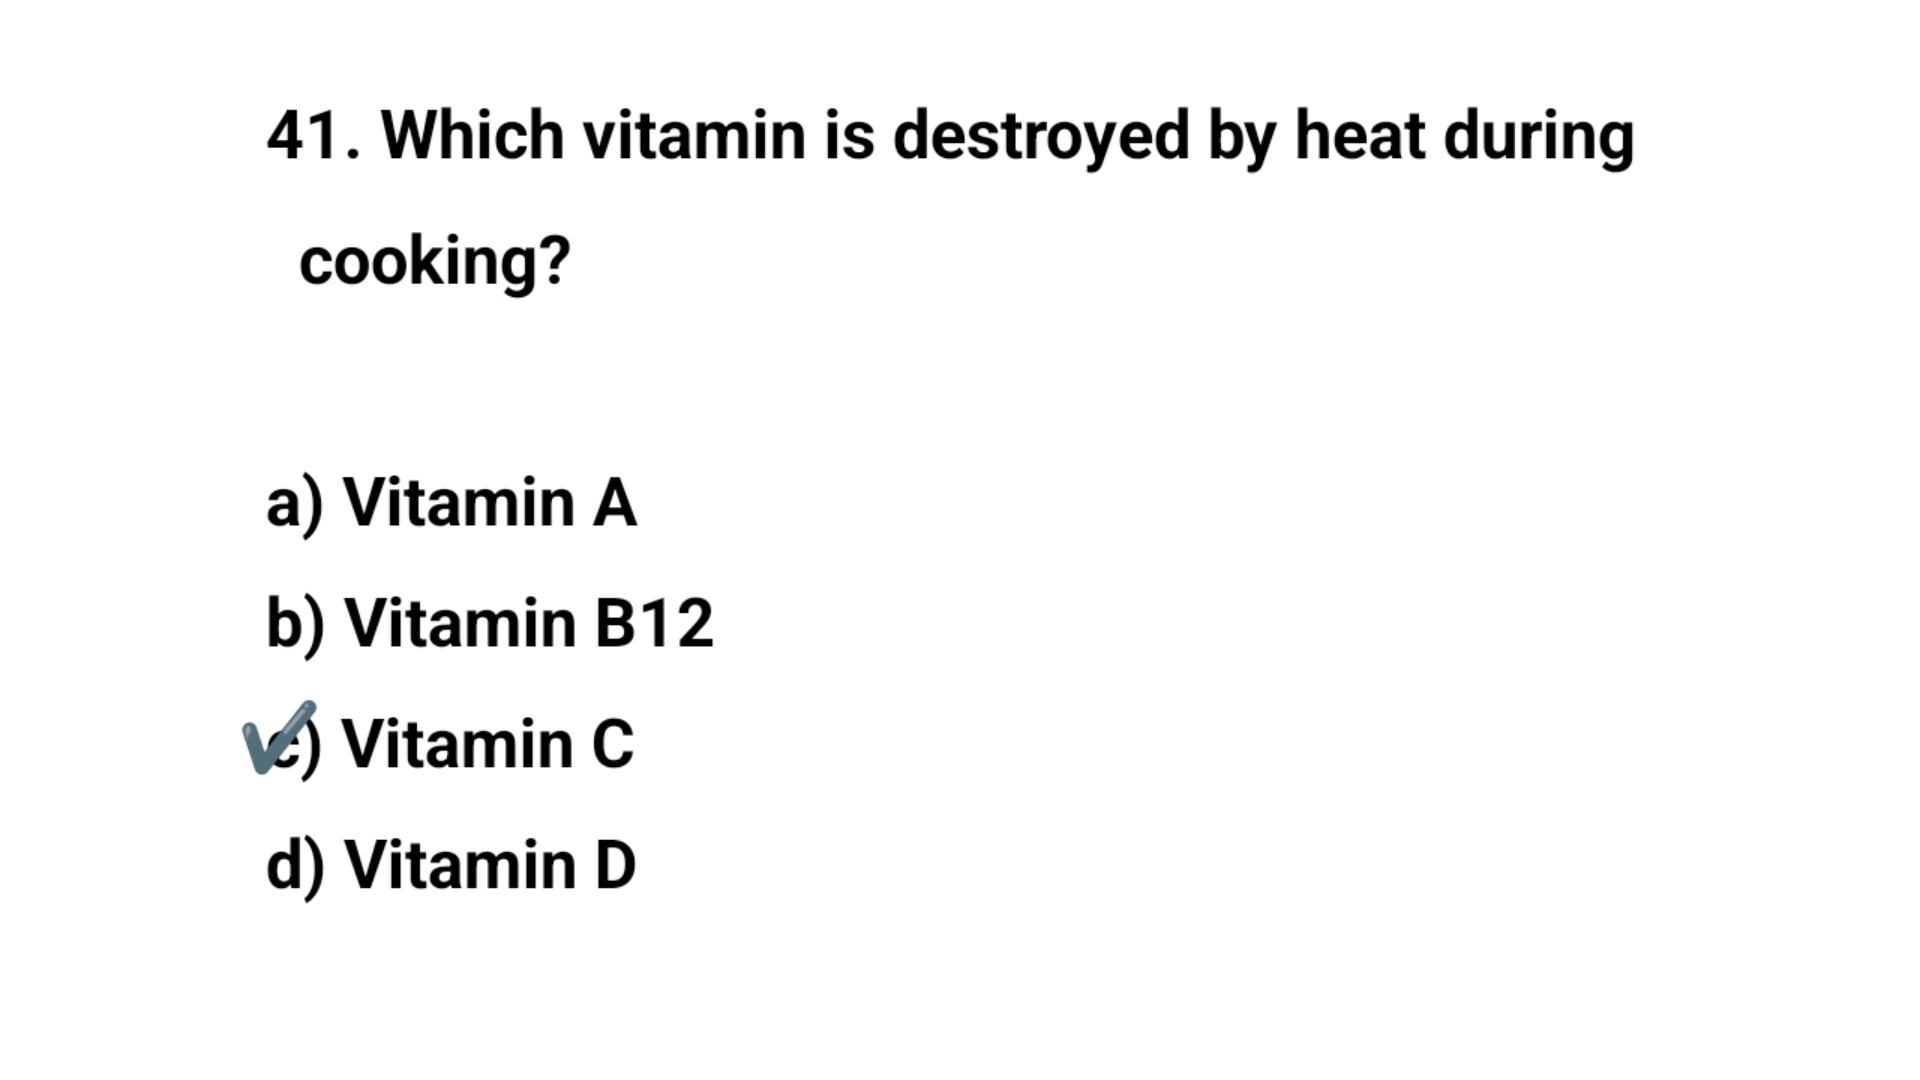 41. Which vitamin is destroyed by heat during
cooking?
a) Vitamin A
b) Vitamin B12
✔c) Vitamin C
d) Vitamin D